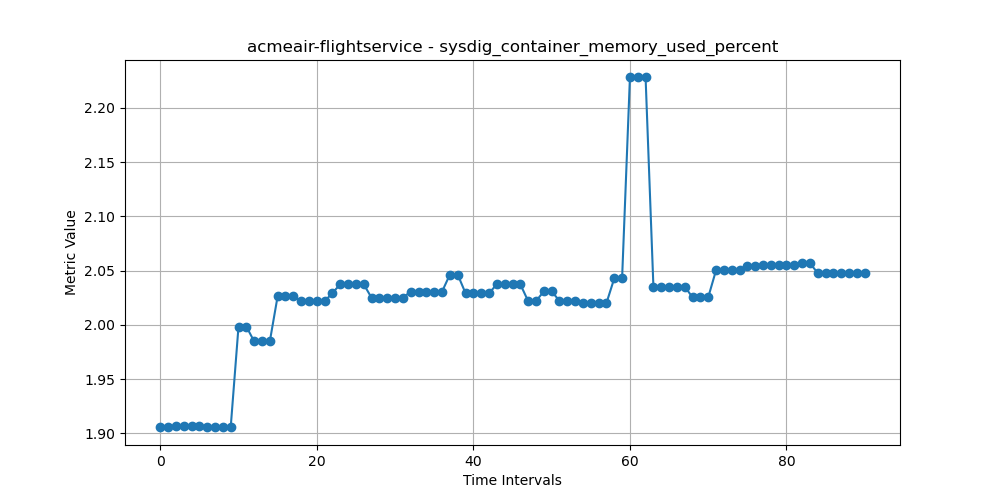 acmeair-flightservice - sysdig_container_memory_used_percent
Metric Value
2.20
2.15
2.10
2.05
2.00
1.95
1.90
0 20 40 60 80
Time Intervals